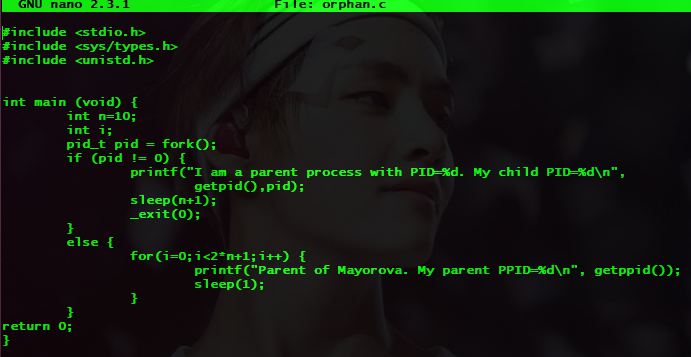 GNU nano 2.3.1 File: orphan.c
#include <stdio.h>
#include <sys/types.h>
#include <unistd.h>
int main (void) {
int n=10;
int i;
pid_t pid = fork();
if (pid != 0) {
printf("I am a parent process with PID=%d. My child PID=%d\n",
getpid(),pid);
sleep(n+1);
_exit(0);
}
else {
for(i=0;i<2*n+1;i++) {
printf("Parent of Mayorova. My parent PPID=%d\n", getppid());
sleep(1);
}
}
return 0;
}